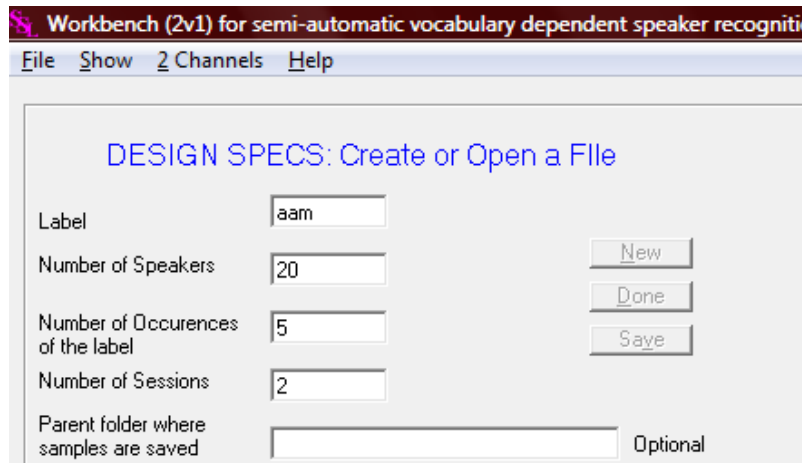 Workbench (2v1) for semi-automatic vocabulary dependent speaker
File Show 2 Channels Help
DESIGN SPECS: Create or Open a FIle
Label aam
Number of Speakers 20
New
Done
Number of Occurences
of the label 5
Save
Number of Sessions 2
Parent folder where
samples are saved Optional